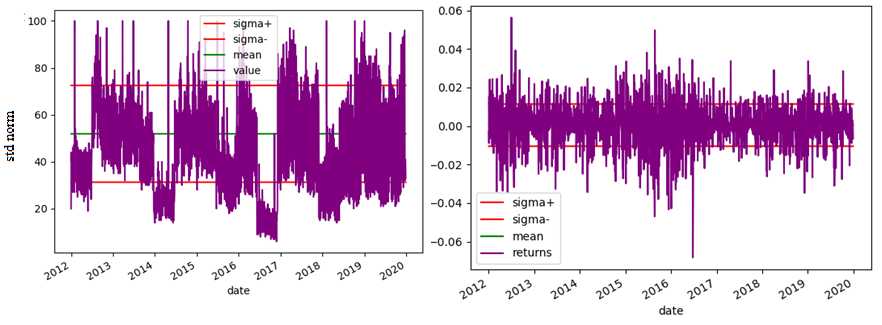 std norm
100
80
60
40
20
sigma+
sigma-
mean
value
2012
2013
2014
2015
2016
2017
2018
2019
2020
date
0.06
0.04
0.02
0.00
−0.02
−0.04
−0.06
sigma+
sigma-
mean
returns
2012
2013
2014
2015
2016
2017
2018
2019
2020
date